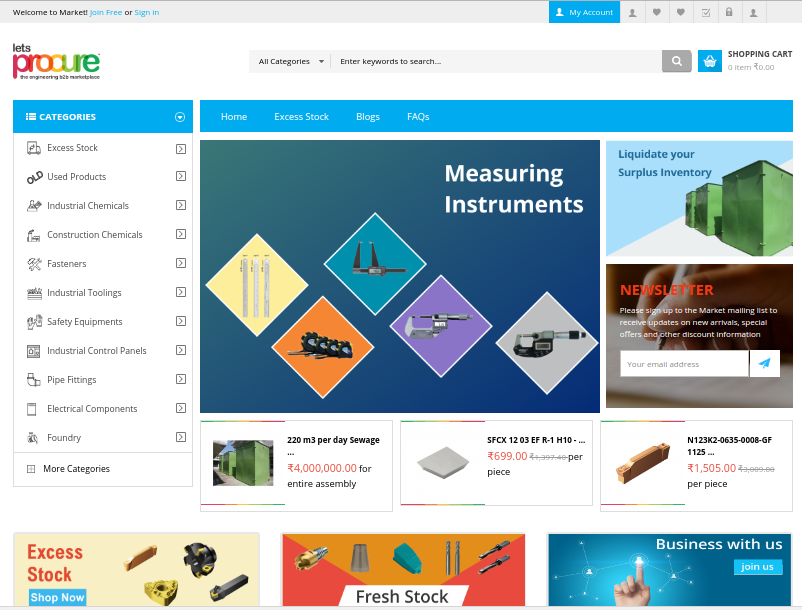 Welcome to Market! Join Free or Sign in
My Account
lets
procure
the engineering b2b marketplace
All Categories
Enter keywords to search...
SHOPPING CART
0 item ₹0.00
CATEGORIES
Home
Excess Stock
Blogs
FAQs
Excess Stock
Used Products
Industrial Chemicals
Construction Chemicals
Fasteners
Industrial Toolings
Safety Equipments
Industrial Control Panels
Pipe Fittings
Electrical Components
Foundry
More Categories
Measuring
Instruments
Liquidate your
Surplus Inventory
NEWSLETTER
Please sign up to the Market mailing list to
receive updates on new arrivals, special
offers and other discount information
Your email address
220 m3 per day Sewage
...
₹4,000,000.00 for
entire assembly
SFCX 12 03 EF R-1 H10 - ...
₹699.00 ₹1,397.40 per
piece
N123K2-0635-0008-GF
1125 ...
₹1,505.00 ₹3,009.00
per piece
Excess
Stock
Shop Now
Fresh Stock
Business with us
join us